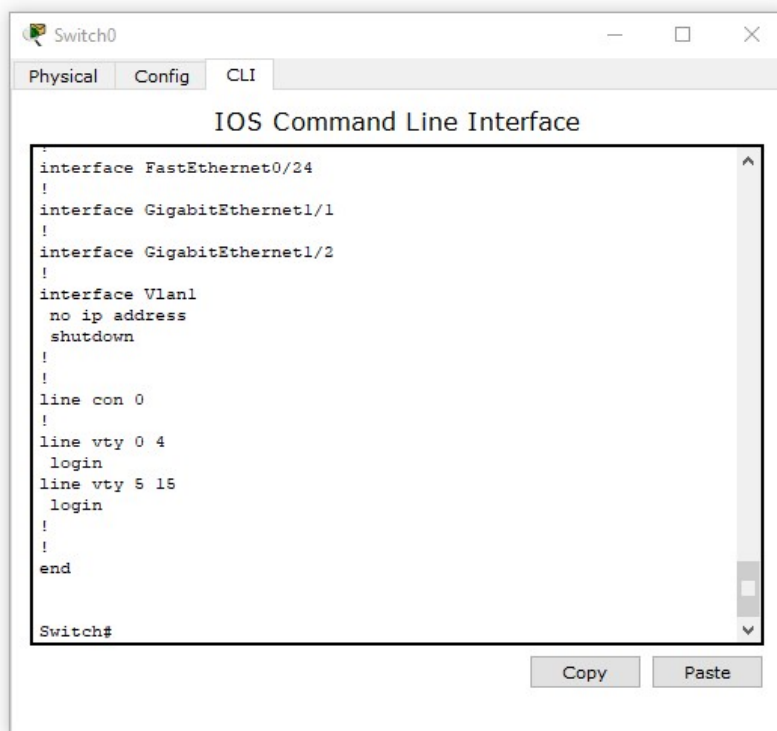 Switch0
Physical Config CLI
IOS Command Line Interface
!
interface FastEthernet0/24
!
interface GigabitEthernet1/1
!
interface GigabitEthernet1/2
!
interface Vlan1
 no ip address
 shutdown
!
!
line con 0
!
line vty 0 4
 login
line vty 5 15
 login
!
!
end
Switch#
Copy Paste